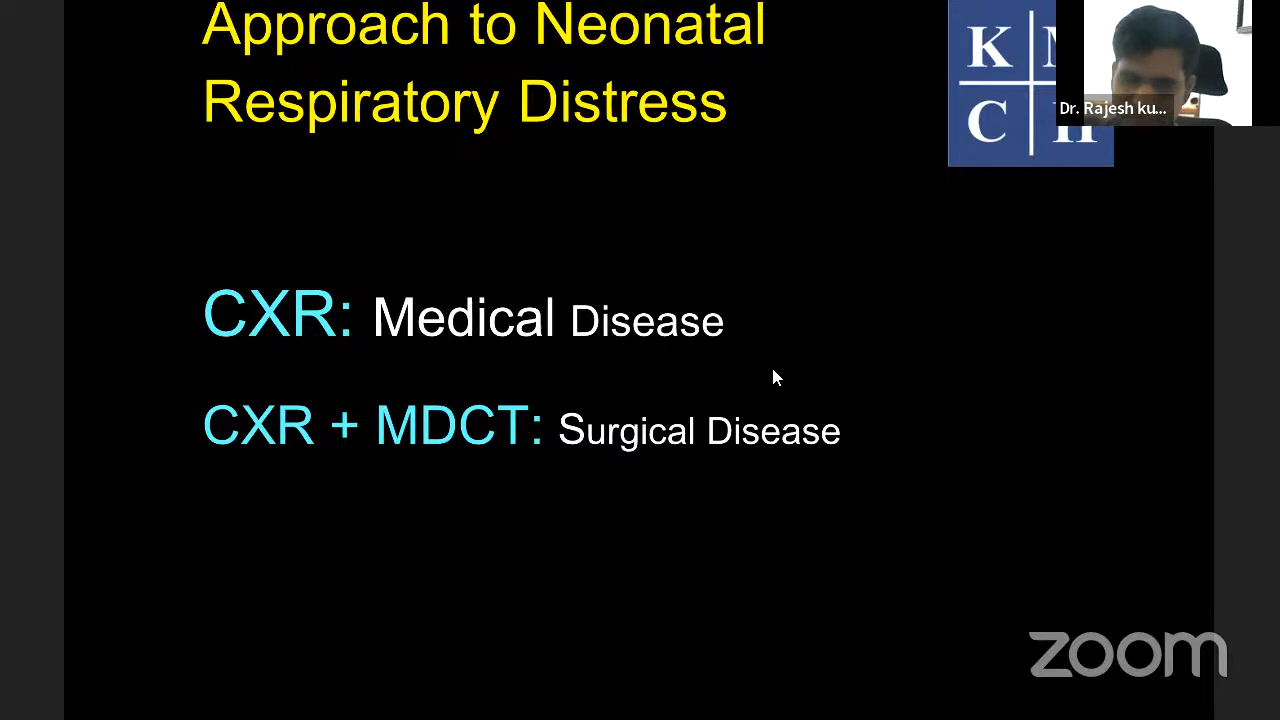 Approach to Neonatal
Respiratory Distress
K
C H
Dr. Rajesh ku...
CXR: Medical Disease
CXR + MDCT: Surgical Disease
zoom